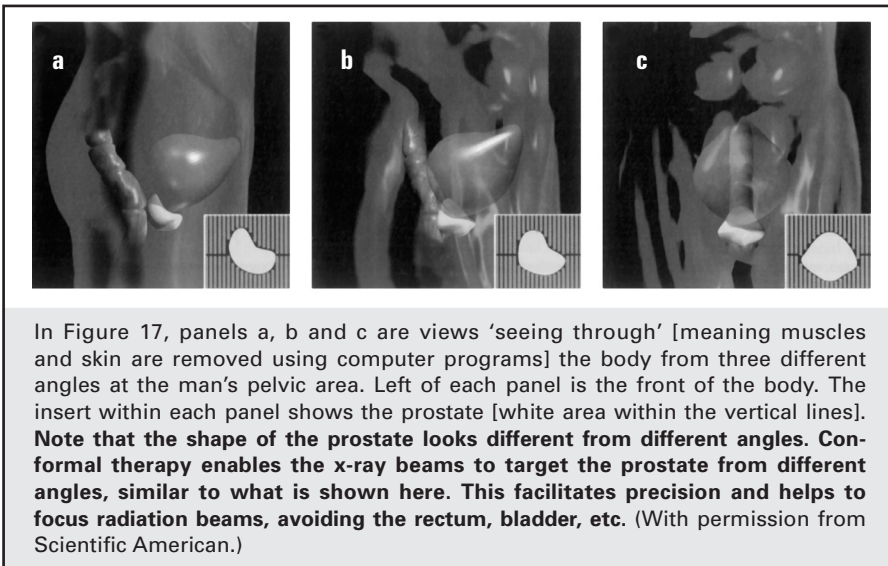 a
b
c
In Figure 17, panels a, b and c are views ‘seeing through’ [meaning muscles
and skin are removed using computer programs] the body from three different
angles at the man’s pelvic area. Left of each panel is the front of the body. The
insert within each panel shows the prostate [white area within the vertical lines].
Note that the shape of the prostate looks different from different angles. Con-
formal therapy enables the x-ray beams to target the prostate from different
angles, similar to what is shown here. This facilitates precision and helps to
focus radiation beams, avoiding the rectum, bladder, etc. (With permission from
Scientific American.)